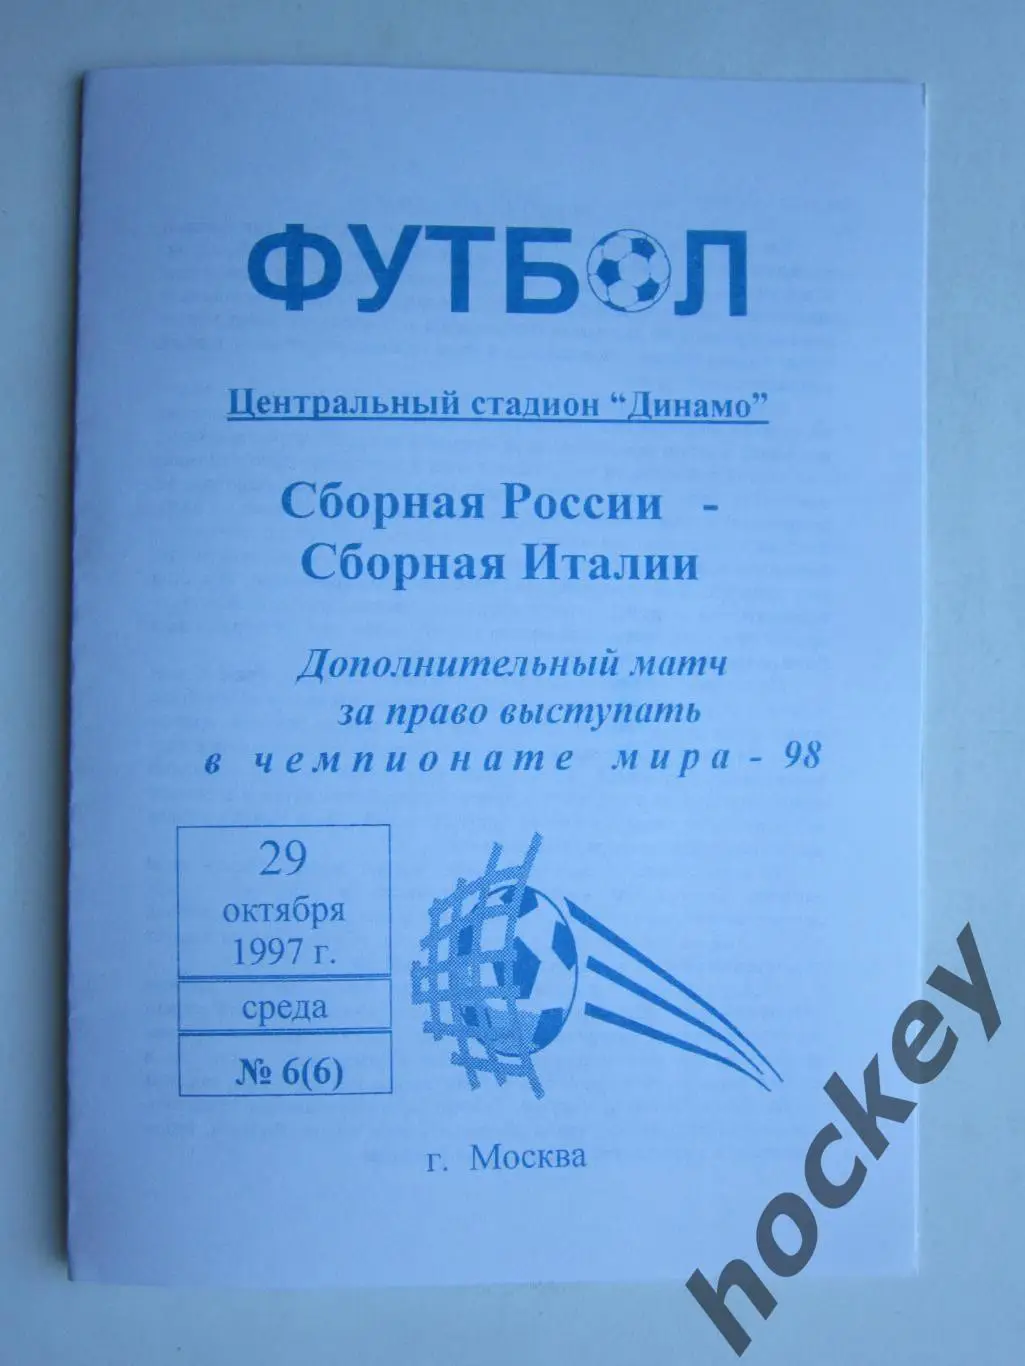 ФУТБОЛ
Центральный стадион “Динамо”
Сборная России -
Сборная Италии
Дополнительный матч
за право выступать
в чемпионате мира - 98
29
октября
1997 г.
среда
№ 6(6)
г. Москва
hockey